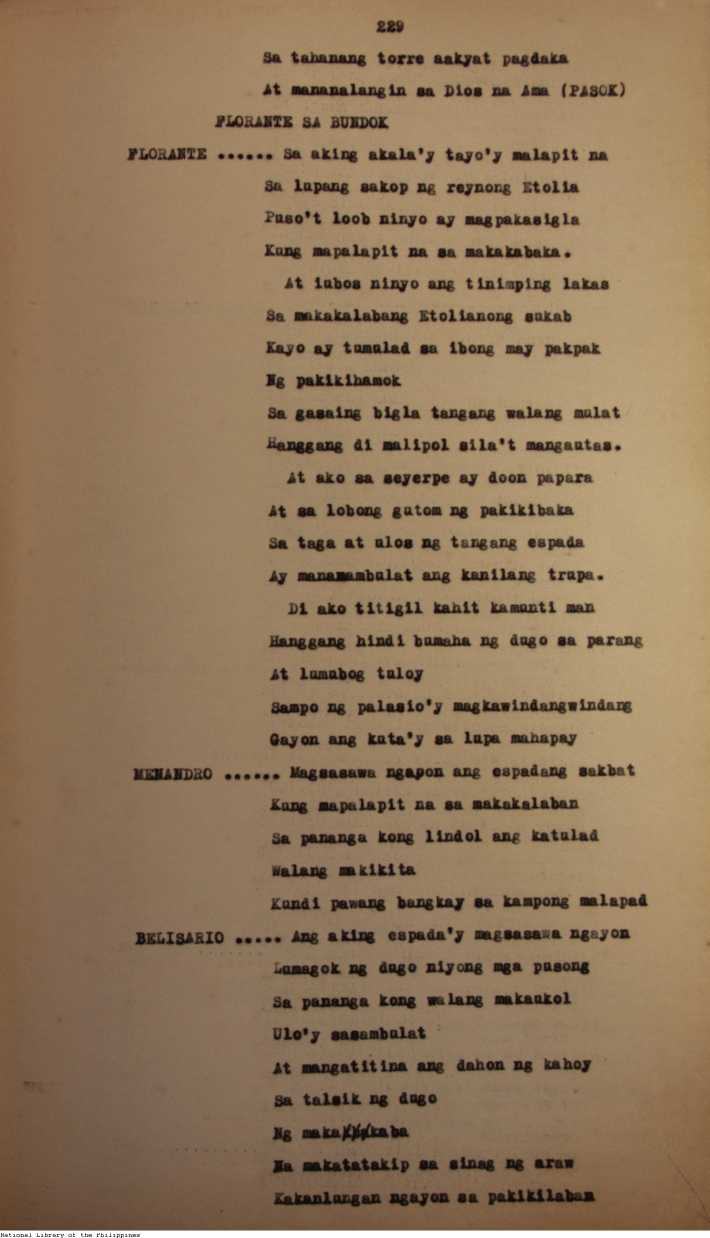 229
Sa tahanang torre aakyat pagdaka
At mananalangin sa Dios na Ama (PASOK)
FLORANTE SA BUNDOK
FLORANTE ...... Sa aking akala'y tayo'y malapit na
Sa lupang sakop ng reynong Etolia
Puso't loob ninyo ay magpakasigla
Kung mapalapit na sa makakabaka.
At iubos ninyo ang tinimping lakas
Sa makakalabang Etolianong sukab
Kayo ay tumulad sa ibong may pakpak
Ng pakikihamok
Sa gasaing bigla tangang walang mulat
Hanggang di malipol sila't mangautas.
At ako sa seyerpe ay doon papara
At sa lobong gutom ng pakikibaka
Sa taga at ulos ng tangang espada
Ay manamambulat ang kanilang trupa.
Di ako titigil kahit kamunti man
Hanggang hindi bumaha ng dugo sa parang
At lumubog tuloy
Sampo ng palasio'y magkawindangwindang
Gayon ang kuta'y sa lupa mahapay
MENANDRO ...... Magsasawa ngapon ang espadang sakbat
Kung mapalapit na sa makakalaban
Sa pananga kong lindol ang katulad
Walang makikita
Kundi pawang bangkay sa kampong malapad
BELISARIO ..... Ang aking espada'y magsasawa ngayon
Lumagok ng dugo niyong mga pusong
Sa pananga kong walang makaukol
Ulo'y sasambulat
At mangatitina ang dahon ng kahoy
Sa talsik ng dugo
Ng makakaba
Na makatatakip sa sinag ng araw
Kakanlungan ngayon sa pakikilaban
National Library of the Philippines